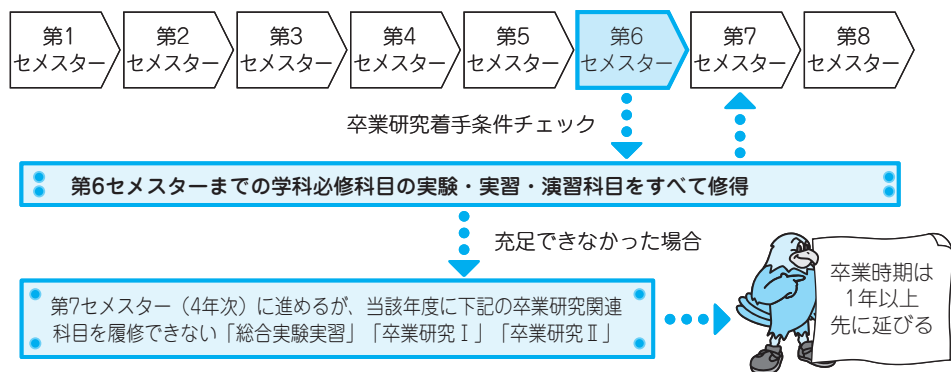 第1
セメスター
第2
セメスター
第3
セメスター
第4
セメスター
第5
セメスター
第6
セメスター
第7
セメスター
第8
セメスター
卒業研究着手条件チェック
第6セメスターまでの学科必修科目の実験・実習・演習科目をすべて修得
充足できなかった場合
第7セメスター（4年次）に進めるが、当該年度に下記の卒業研究関連
科目を履修できない「総合実験実習」「卒業研究Ⅰ」「卒業研究Ⅱ」
卒業時期は
1年以上
先に延びる